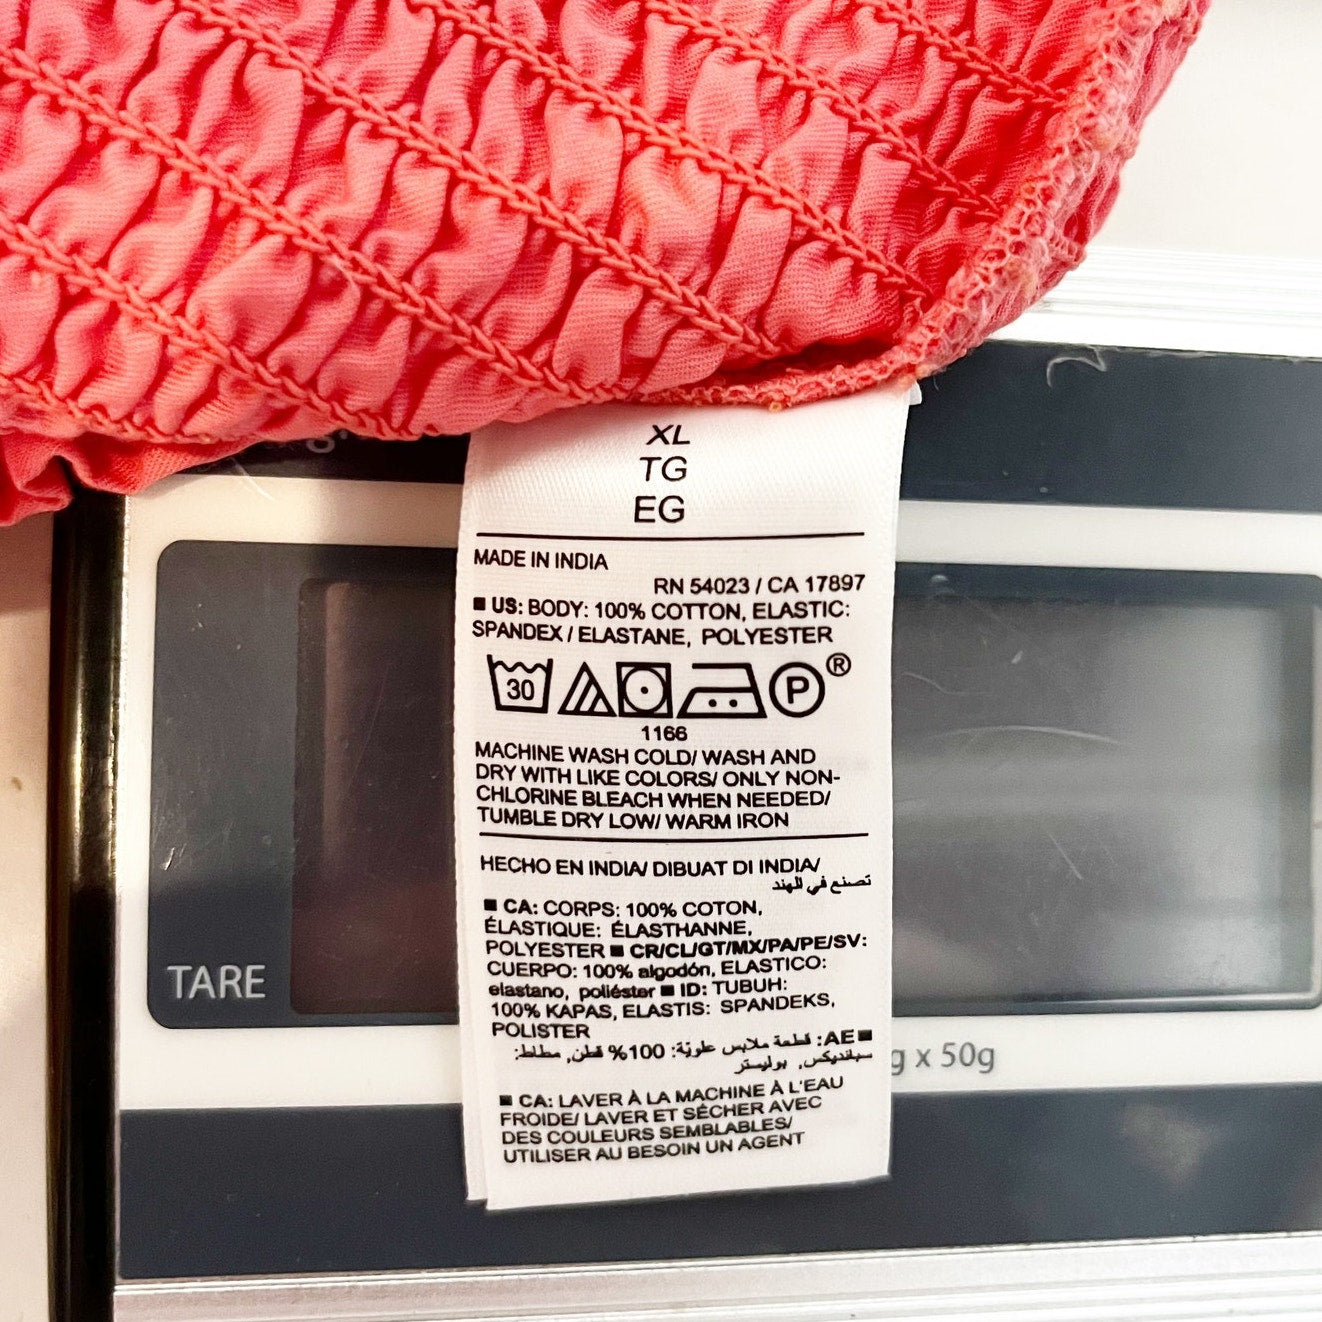 XL
TG
EG
MADE IN INDIA
RN 54023 / CA 17897
■ US: BODY: 100% COTTON, ELASTIC:
SPANDEX / ELASTANE, POLYESTER
30 P ®
1166
MACHINE WASH COLD/ WASH AND
DRY WITH LIKE COLORS/ ONLY NON-
CHLORINE BLEACH WHEN NEEDED/
TUMBLE DRY LOW/ WARM IRON
HECHO EN INDIA/ DIBUAT DI INDIA/
تصنع في الهند
■ CA: CORPS: 100% COTON,
ÉLASTIQUE: ÉLASTHANNE,
POLYESTER ■ CR/CL/GT/MX/PA/PE/SV:
CUERPO: 100% algodón, ELASTICO:
elastano, poliéster ■ ID: TUBUH:
100% KAPAS, ELASTIS: SPANDEKS,
POLISTER
■AE: قطعة ملابس علويّة: 100% قطن, مطاط:
سباندیکس, بوليستر
■ CA: LAVER À LA MACHINE À L'EAU
FROIDE/ LAVER ET SÉCHER AVEC
DES COULEURS SEMBLABLES/
UTILISER AU BESOIN UN AGENT
TARE
g x 50g